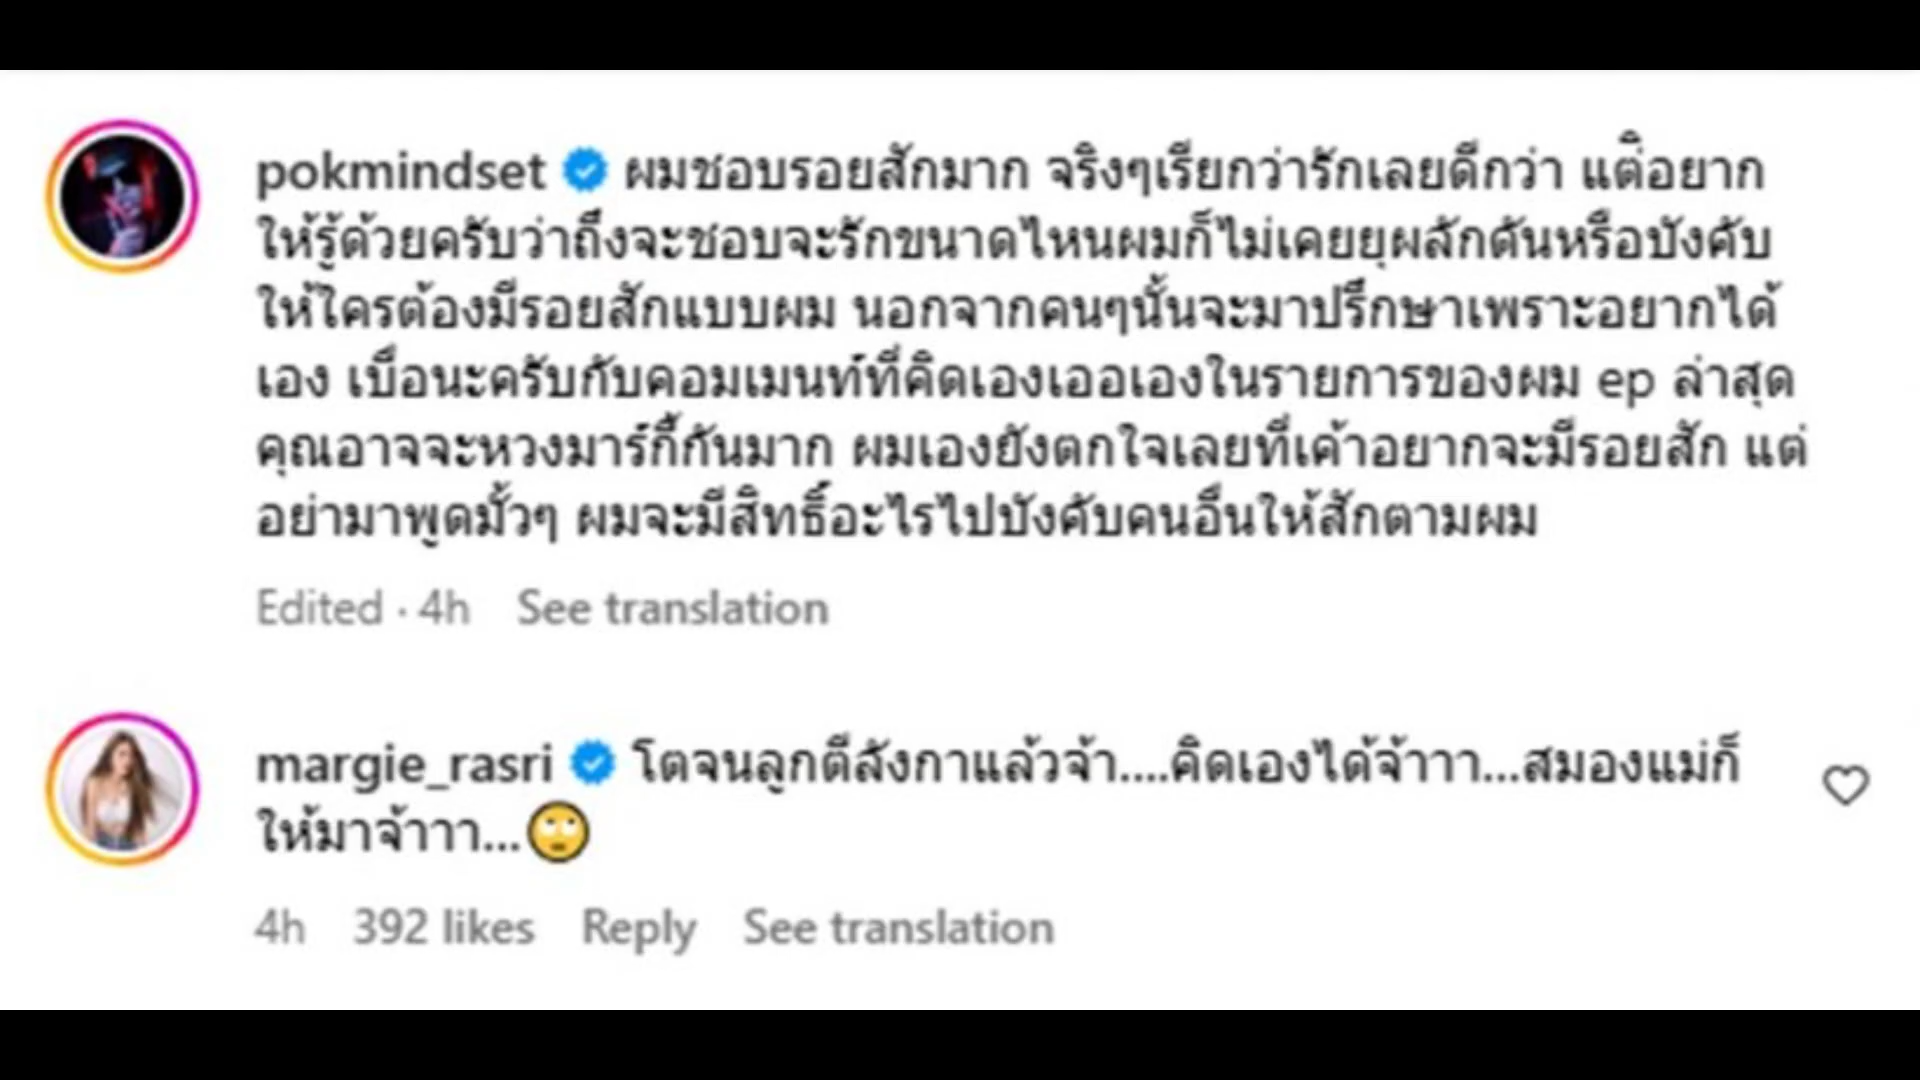 pokmindset ผมชอบรอยสักมาก จริงๆเรียกว่ารักเลยดีกว่า แต่ิอยาก
ให้รู้ด้วยครับว่าถึงจะชอบจะรักขนาดไหนผมก็ไม่เคยยุผลักดันหรือบังคับ
ให้ใครต้องมีรอยสักแบบผม นอกจากคนๆนั้นจะมาปรึกษาเพราะอยากได้
เอง เบื่อนะครับกับคอมเมนท์ที่คิดเองเออเองในรายการของผม ep ล่าสุด
คุณอาจจะหวงมาร์กี้กันมาก ผมเองยังตกใจเลยที่เค้าอยากจะมีรอยสัก แต่
อย่ามาพูดมั้วๆ ผมจะมีสิทธิ์อะไรไปบังคับคนอื่นให้สักตามผม
Edited · 4h See translation
margie_rasri โตจนลูกตีลังกาแล้วจ้า....คิดเองได้จ้าาา...สมองแม่ก็
ให้มาจ้าาา...🙄
4h 392 likes Reply See translation